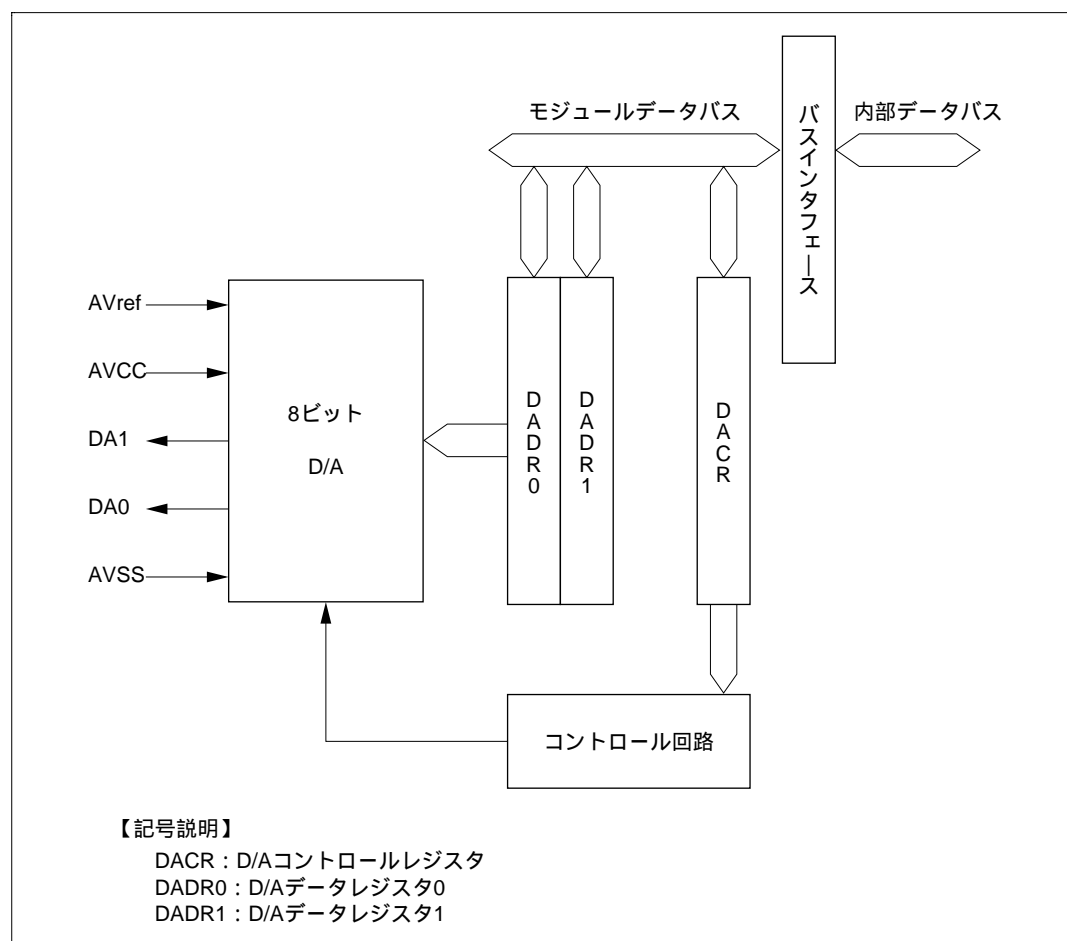 モジュールデータバス
バスインタフェース
内部データバス
AVref
AVCC
DA1
DA0
AVSS
8ビット
D/A
DADR0
DADR1
DACR
コントロール回路
【記号説明】
DACR：D/Aコントロールレジスタ
DADR0：D/Aデータレジスタ0
DADR1：D/Aデータレジスタ1